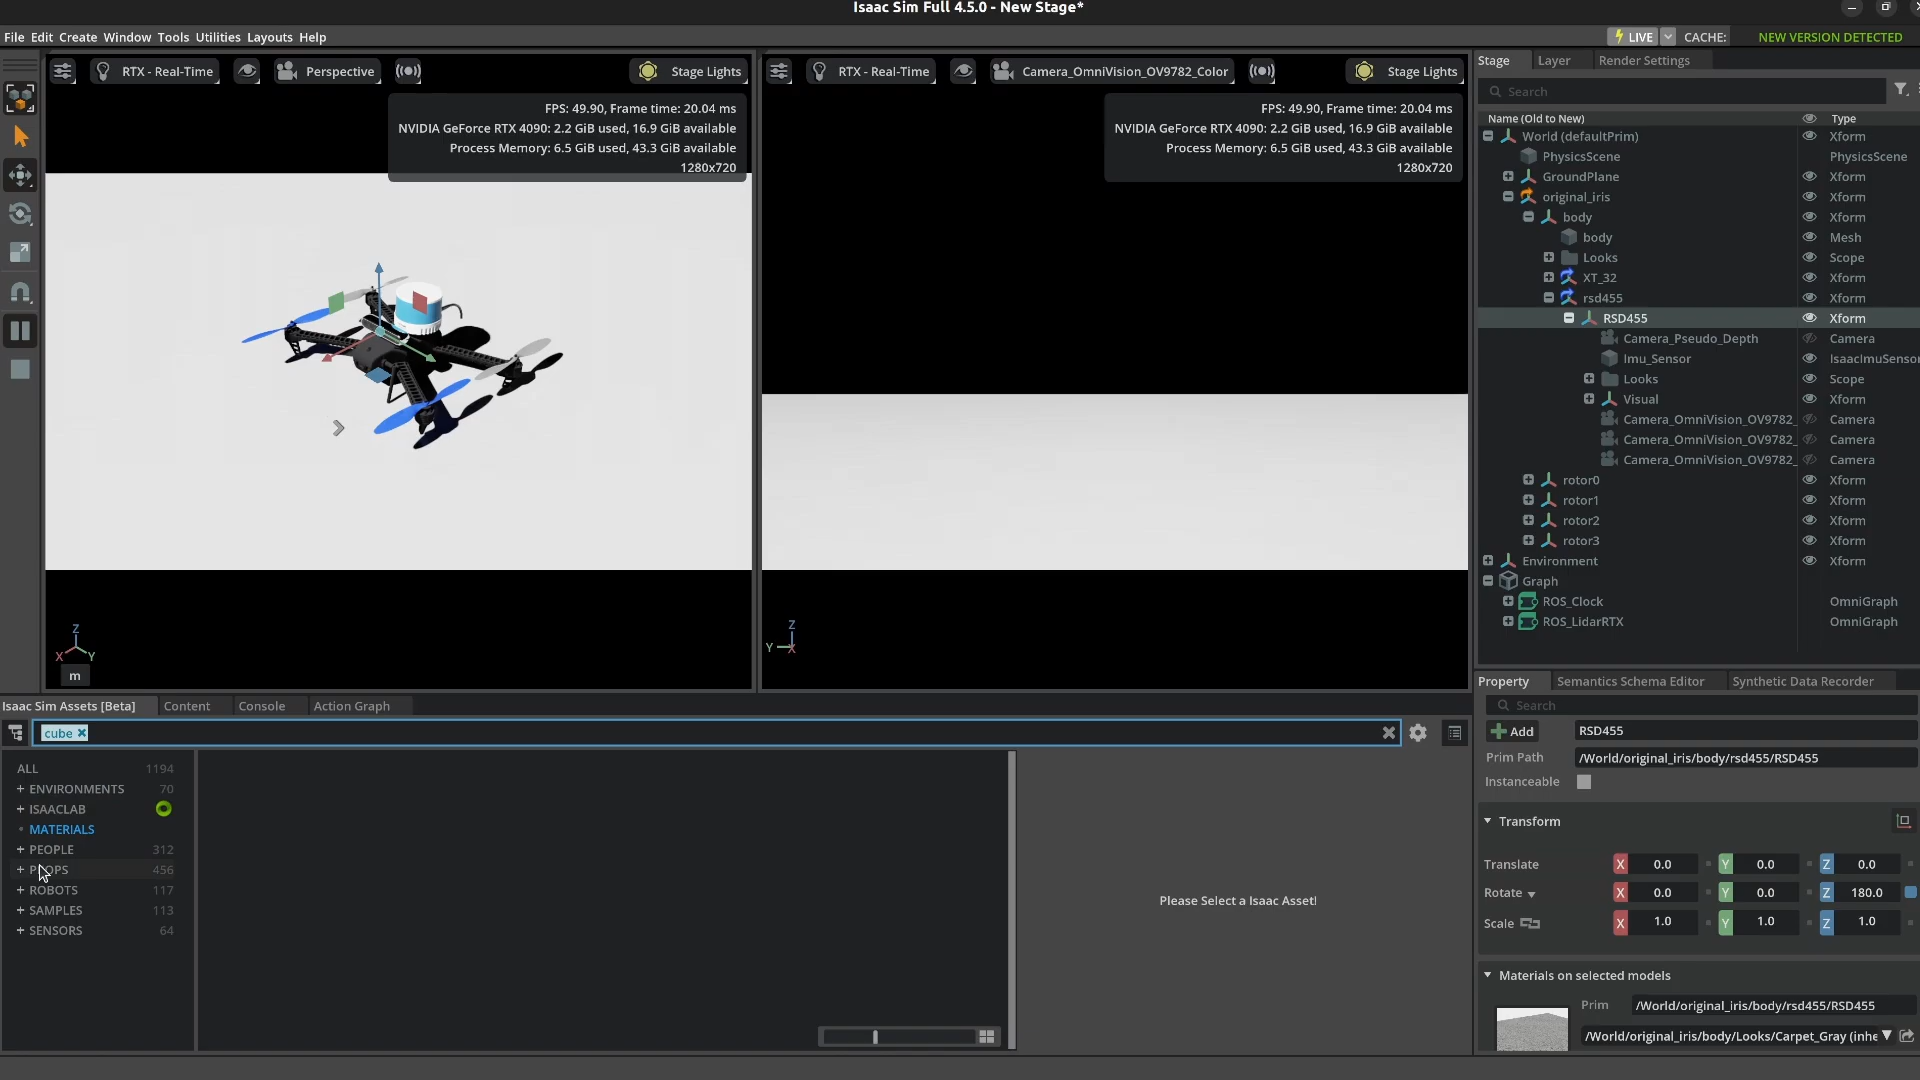 Isaac Sim Full 4.5.0 - New Stage*
File Edit Create Window Tools Utilities Layouts Help
LIVE
CACHE:
NEW VERSION DETECTED
RTX - Real-Time
Perspective
Stage Lights
FPS: 49.90, Frame time: 20.04 ms
NVIDIA GeForce RTX 4090: 2.2 GiB used, 16.9 GiB available
Process Memory: 6.5 GiB used, 43.3 GiB available
1280x720
Z
X Y
m
RTX - Real-Time
Camera_OmniVision_OV9782_Color
Stage Lights
FPS: 49.90, Frame time: 20.04 ms
NVIDIA GeForce RTX 4090: 2.2 GiB used, 16.9 GiB available
Process Memory: 6.5 GiB used, 43.3 GiB available
1280x720
Z
Y X
Stage Layer Render Settings
Search
Name (Old to New) Type
World (defaultPrim) Xform
PhysicsScene PhysicsScene
GroundPlane Xform
original_iris Xform
body Xform
body Mesh
Looks Scope
XT_32 Xform
rsd455 Xform
RSD455 Xform
Camera_Pseudo_Depth Camera
Imu_Sensor IsaacImuSensor
Looks Scope
Visual Xform
Camera_OmniVision_OV9782_ Camera
Camera_OmniVision_OV9782_ Camera
Camera_OmniVision_OV9782_ Camera
rotor0 Xform
rotor1 Xform
rotor2 Xform
rotor3 Xform
Environment Xform
Graph
ROS_Clock OmniGraph
ROS_LidarRTX OmniGraph
Isaac Sim Assets [Beta] Content Console Action Graph
cube
ALL 1194
+ ENVIRONMENTS 70
+ ISAACLAB
MATERIALS
+ PEOPLE 312
+ PROPS 456
+ ROBOTS 117
+ SAMPLES 113
+ SENSORS 64
Please Select a Isaac Asset!
Property Semantics Schema Editor Synthetic Data Recorder
Search
Add RSD455
Prim Path /World/original_iris/body/rsd455/RSD455
Instanceable
Transform
Translate X 0.0 Y 0.0 Z 0.0
Rotate X 0.0 Y 0.0 Z 180.0
Scale X 1.0 Y 1.0 Z 1.0
Materials on selected models
Prim /World/original_iris/body/rsd455/RSD455
/World/original_iris/body/Looks/Carpet_Gray (inhe